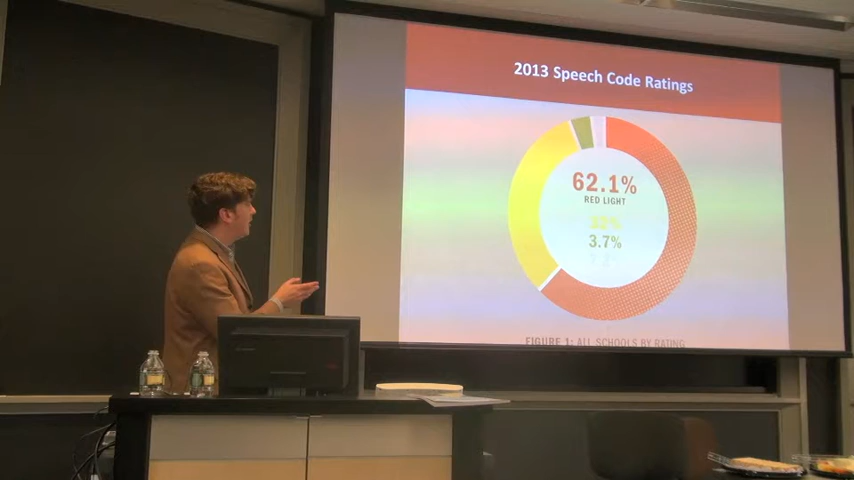 2013 Speech Code Ratings
62.1%
RED LIGHT
3.7%
FIGURE 1: ALL SCHOOLS BY RATING